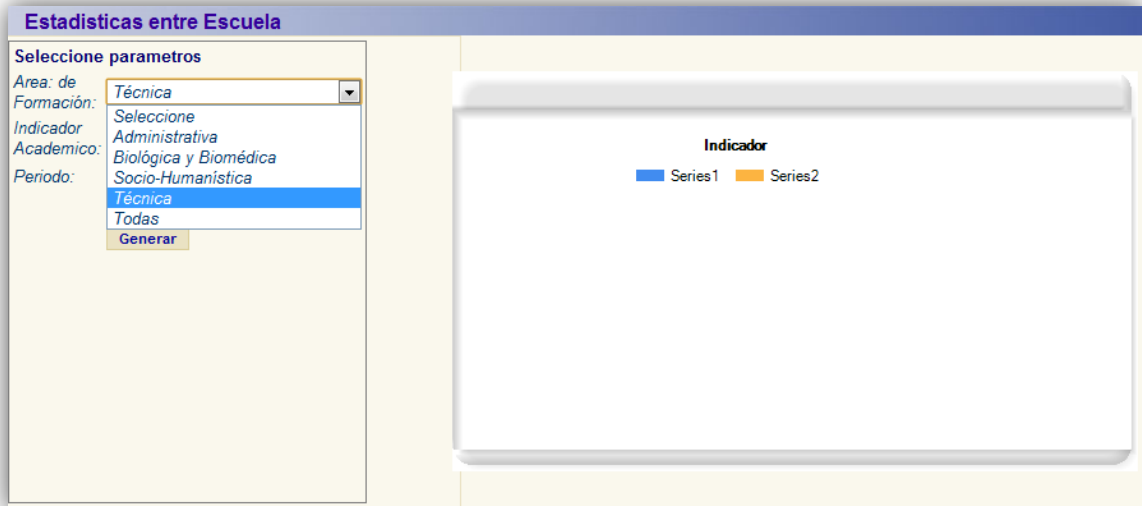 Estadisticas entre Escuela
Seleccione parametros
Area: de
Formación:
Técnica
Seleccione
Administrativa
Biológica y Biomédica
Socio-Humanística
Técnica
Todas
Indicador
Academico:
Periodo:
Generar
Indicador
Series1 Series2